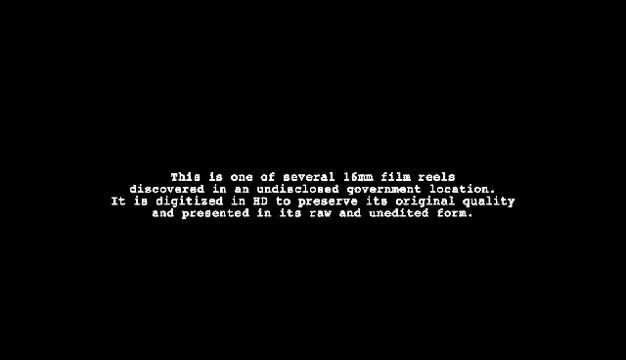 This is one of several 16mm film reels
discovered in an undisclosed government location.
It is digitized in HD to preserve its original quality
and presented in its raw and unedited form.